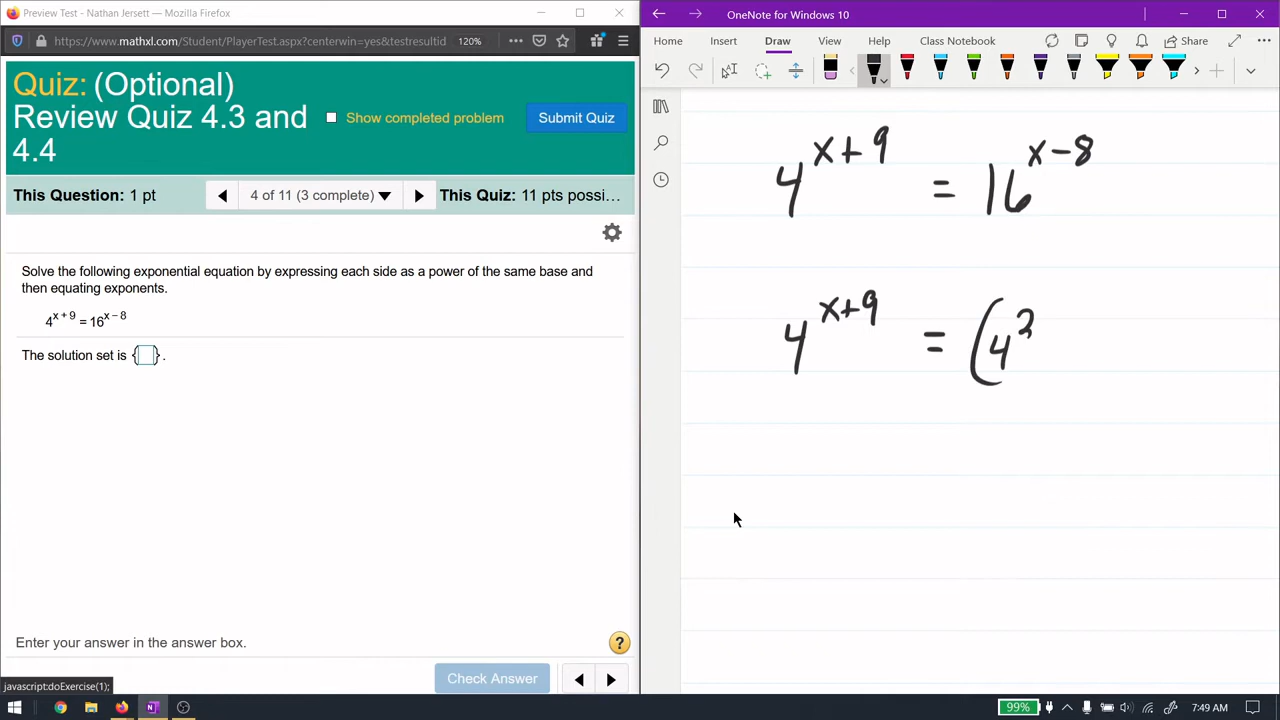 Preview Test - Nathan Jersett - Mozilla Firefox
https://www.mathxl.com/Student/PlayerTest.aspx?centerwin=yes&testresultid 120%
Quiz: (Optional)
Review Quiz 4.3 and
4.4
Show completed problem
Submit Quiz
This Question: 1 pt
4 of 11 (3 complete)
This Quiz: 11 pts possi...
Solve the following exponential equation by expressing each side as a power of the same base and
then equating exponents.
4^(x + 9) = 16^(x − 8)
The solution set is { }.
Enter your answer in the answer box.
?
Check Answer
javascript:doExercise(1);
OneNote for Windows 10
Home Insert Draw View Help Class Notebook Share
4^(x+9) = 16^(x-8)
4^(x+9) = (4^2
99% 7:49 AM